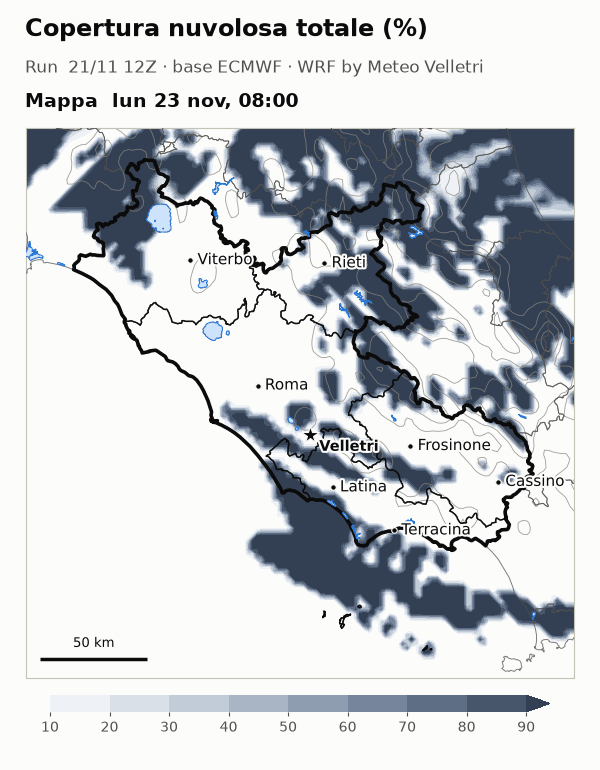 Copertura nuvolosa totale (%)
Run  21/11 12Z · base ECMWF · WRF by Meteo Velletri
Mappa  lun 23 nov, 08:00
Viterbo
Rieti
Roma
Velletri
Frosinone
Latina
Cassino
Terracina
50 km
10 20 30 40 50 60 70 80 90